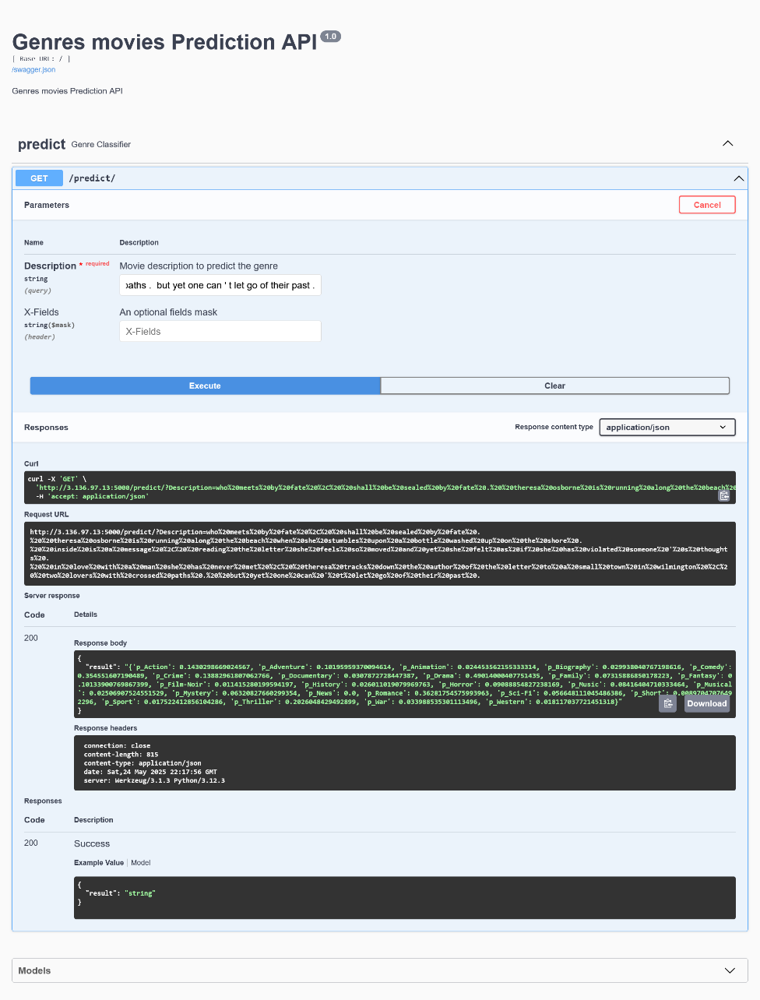 Genres movies Prediction API 1.0
[ Base URL: / ]
/swagger.json
Genres movies Prediction API
predict Genre Classifier
GET /predict/
Parameters Cancel
Name Description
Description * required Movie description to predict the genre
string
(query) paths .  but yet one can ' t let go of their past .
X-Fields An optional fields mask
string($mask)
(header) X-Fields
Execute Clear
Responses Response content type application/json
Curl
curl -X 'GET' \
'http://3.136.97.13:5000/predict/?Description=who%20meets%20by%20fate%20%2C%20%20shall%20be%20sealed%20by%20fate%20.%20%20theresa%20osborne%20is%20running%20along%20the%20beach%20
-H 'accept: application/json'
Request URL
http://3.136.97.13:5000/predict/?Description=who%20meets%20by%20fate%20%2C%20%20shall%20be%20sealed%20by%20fate%20.
%20%20theresa%20osborne%20is%20running%20along%20the%20beach%20when%20she%20stumbles%20upon%20a%20bottle%20washed%20up%20on%20the%20shore%20.
%20%20inside%20is%20a%20message%20%2C%20%20reading%20the%20letter%20she%20feels%20so%20moved%20and%20yet%20she%20felt%20as%20if%20she%20has%20violated%20someone%20'%20s%20thought
s%20.
%20%20in%20love%20with%20a%20man%20she%20has%20never%20met%20%2C%20%20theresa%20tracks%20down%20the%20author%20of%20the%20letter%20to%20a%20small%20town%20in%20wilmington%20%2C%2
0%20two%20lovers%20with%20crossed%20paths%20.%20%20but%20yet%20one%20can%20'%20t%20let%20go%20of%20their%20past%20.
Server response
Code Details
200
Response body
{
"result": "{'p_Action': 0.1430298669024567, 'p_Adventure': 0.10195959370094614, 'p_Animation': 0.024453562155333314, 'p_Biography': 0.029938040767198616, 'p_Comedy':
0.354551607190489, 'p_Crime': 0.13882961807062766, 'p_Documentary': 0.0307872728447387, 'p_Drama': 0.49014000407751435, 'p_Family': 0.07315886850178223, 'p_Fantasy': 0
.10133900769867399, 'p_Film-Noir': 0.01141528019959​4197, 'p_History': 0.02601101907996​9763, 'p_Horror': 0.09088854827238169, 'p_Music': 0.08416404710333464, 'p_Musical
': 0.02506907524551529, 'p_Mystery': 0.06320827660299354, 'p_News': 0.0, 'p_Romance': 0.36281754575993963, 'p_Sci-Fi': 0.056648111045486386, 'p_Short': 0.0089704707649
2296, 'p_Sport': 0.017522412856104286, 'p_Thriller': 0.2026048429492899, 'p_War': 0.033988535301113496, 'p_Western': 0.018117037721451318}"
}
Download
Response headers
connection: close
content-length: 815
content-type: application/json
date: Sat,24 May 2025 22:17:56 GMT
server: Werkzeug/3.1.3 Python/3.12.3
Responses
Code Description
200 Success
Example Value Model
{
"result": "string"
}
Models